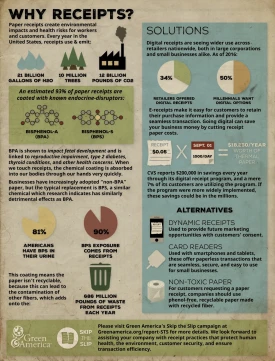 WHY RECEIPTS?
Paper receipts create environmental
impacts and health risks for workers
and customers. Every year in the
United States, receipts use & emit:
21 BILLION
GALLONS OF H2O
10 MILLION
TREES
12 BILLION
POUNDS OF CO2
An estimated 93% of paper receipts are
coated with known endocrine-disruptors:
BISPHENOL-A
(BPA)
BISPHENOL-S
(BPS)
BPA is shown to impact fetal development and is
linked to reproductive impairment, type 2 diabetes,
thyroid conditions, and other health concerns. When
we touch receipts, the chemical coating is absorbed
into our bodies through our hands very quickly.
Businesses have increasingly adopted "non-BPA"
paper, but the typical replacement is BPS, a similar
chemical which research indicates has similarly
detrimental effects as BPA.
81%
AMERICANS
HAVE BPS IN
THEIR URINE
90%
BPS EXPOSURE
COMES FROM
RECEIPTS
This coating means the
paper isn't recyclable,
because this can lead to
the contamination of
other fibers, which adds
onto the:
686 MILLION
POUNDS OF WASTE
FROM RECEIPTS
EACH YEAR
SOLUTIONS
Digital receipts are seeing wider use across
retailers nationwide, both in large corporations
and small businesses alike. As of 2016:
34%
RETAILERS OFFERED
DIGITAL RECEIPTS
50%
MILLENNIALS WANT
DIGITAL OPTIONS
E-receipts make it easy for customers to retain
their purchase information and provide a
seamless transaction. Going digital can save
your business money by cutting receipt
paper costs.
RECEIPT
X
CVS reports $300,000 in savings every year
through its digital receipt program, and a mere
7% of its customers are utilizing the program. If
the program were more widely implemented,
these savings could be in the millions.
ALTERNATIVES
DYNAMIC RECEIPTS
Used to provide future marketing
opportunities with customers' consent.
CARD READERS
Used with smartphones and tablets,
these offer paperless transactions that
are seamless, secure, and easy to use
for small businesses.
NON-TOXIC PAPER
For customers requesting a paper
receipt, companies should use
phenol-free, recyclable paper made
with recycled fiber.
Green America
SKIP
THE
SLIP
Please visit Green America's Skip the Slip campaign at
Greenamerica.org/report-STS for more details. We look forward to
assisting your company with receipt practices that protect human
health, the environment, customer security, and ensure
transaction efficiency.